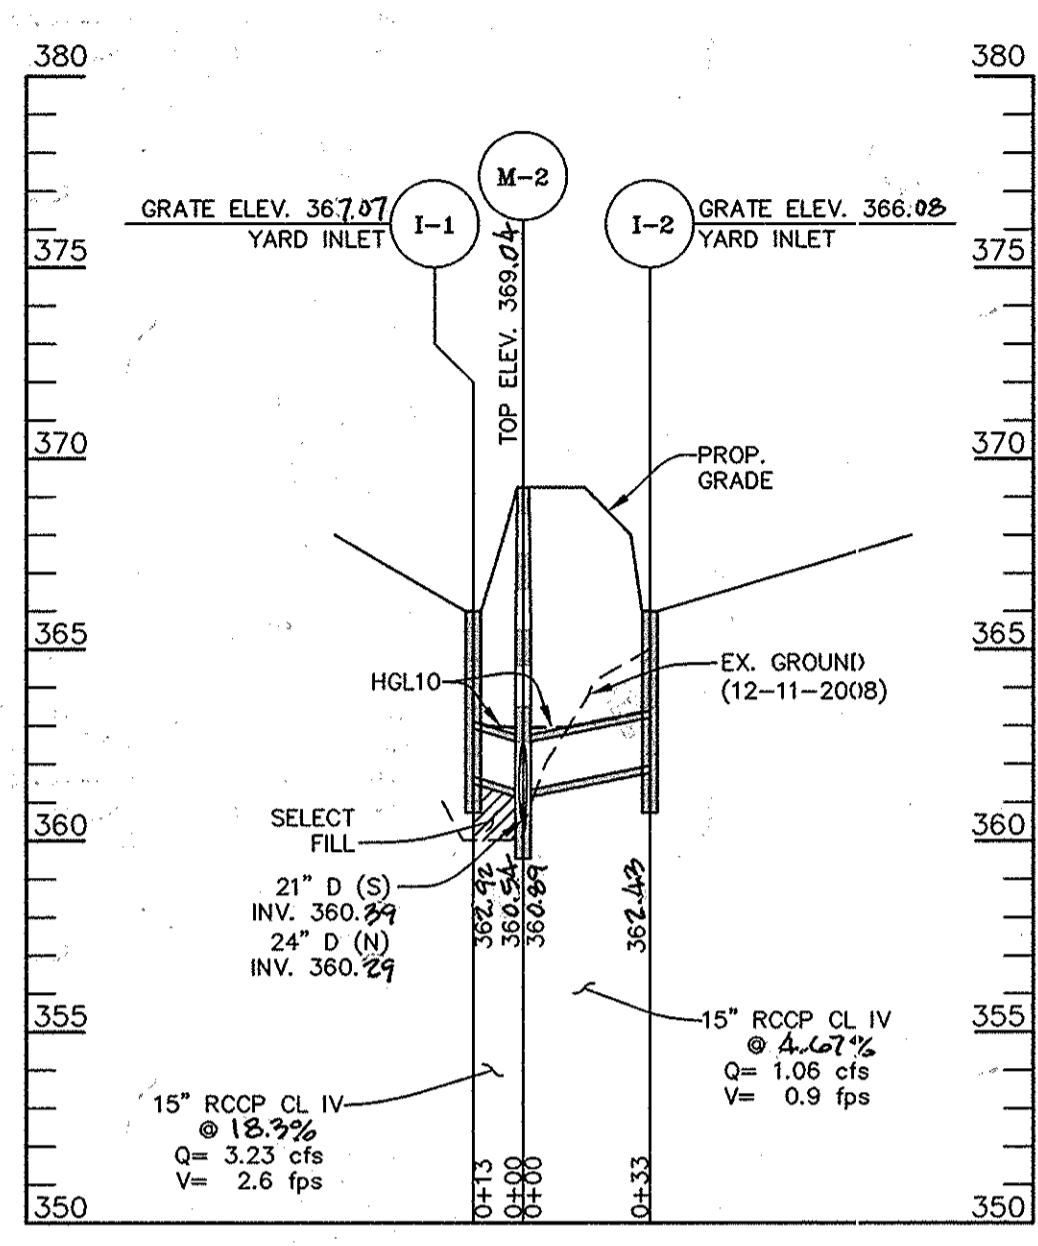 380
380
M-2
GRATE ELEV. 367.07
YARD INLET
I-1
I-2
GRATE ELEV. 366.08
YARD INLET
375
375
TOP ELEV. 369.04
370
370
PROP.
GRADE
365
365
EX. GROUND
(12-11-2008)
HGL10
SELECT
FILL
360
360
21" D (S)
INV. 360.39
24" D (N)
INV. 360.29
362.92
360.54
360.89
362.43
355
355
15" RCCP CL IV
@ 4.67%
Q= 1.06 cfs
V= 0.9 fps
15" RCCP CL IV
@ 18.3%
Q= 3.23 cfs
V= 2.6 fps
0+13
0+00
0+00
0+33
350
350